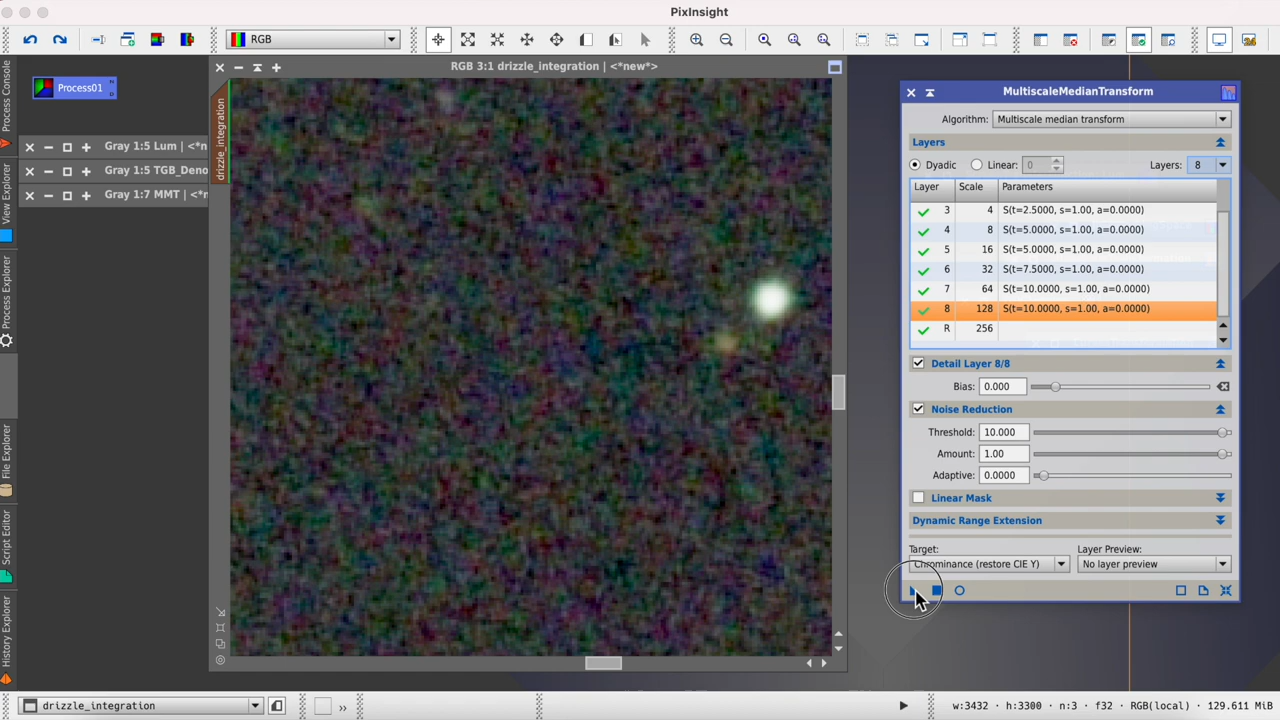 PixInsight
RGB
Process Console
View Explorer
Process Explorer
File Explorer
Script Editor
History Explorer
Process01
Gray 1:5 Lum | <*n
Gray 1:5 TGB_Deno
Gray 1:7 MMT | <*n
RGB 3:1 drizzle_integration | <*new*>
drizzle_integration
MultiscaleMedianTransform
Algorithm: Multiscale median transform
Layers
Dyadic Linear: 0 Layers: 8
Layer Scale Parameters
3 4 S(t=2.5000, s=1.00, a=0.0000)
4 8 S(t=5.0000, s=1.00, a=0.0000)
5 16 S(t=5.0000, s=1.00, a=0.0000)
6 32 S(t=7.5000, s=1.00, a=0.0000)
7 64 S(t=10.0000, s=1.00, a=0.0000)
8 128 S(t=10.0000, s=1.00, a=0.0000)
R 256
Detail Layer 8/8
Bias: 0.000
Noise Reduction
Threshold: 10.000
Amount: 1.00
Adaptive: 0.0000
Linear Mask
Dynamic Range Extension
Target: Layer Preview:
Chrominance (restore CIE Y) No layer preview
drizzle_integration
w:3432 · h:3300 · n:3 · f32 · RGB(local) · 129.611 MiB